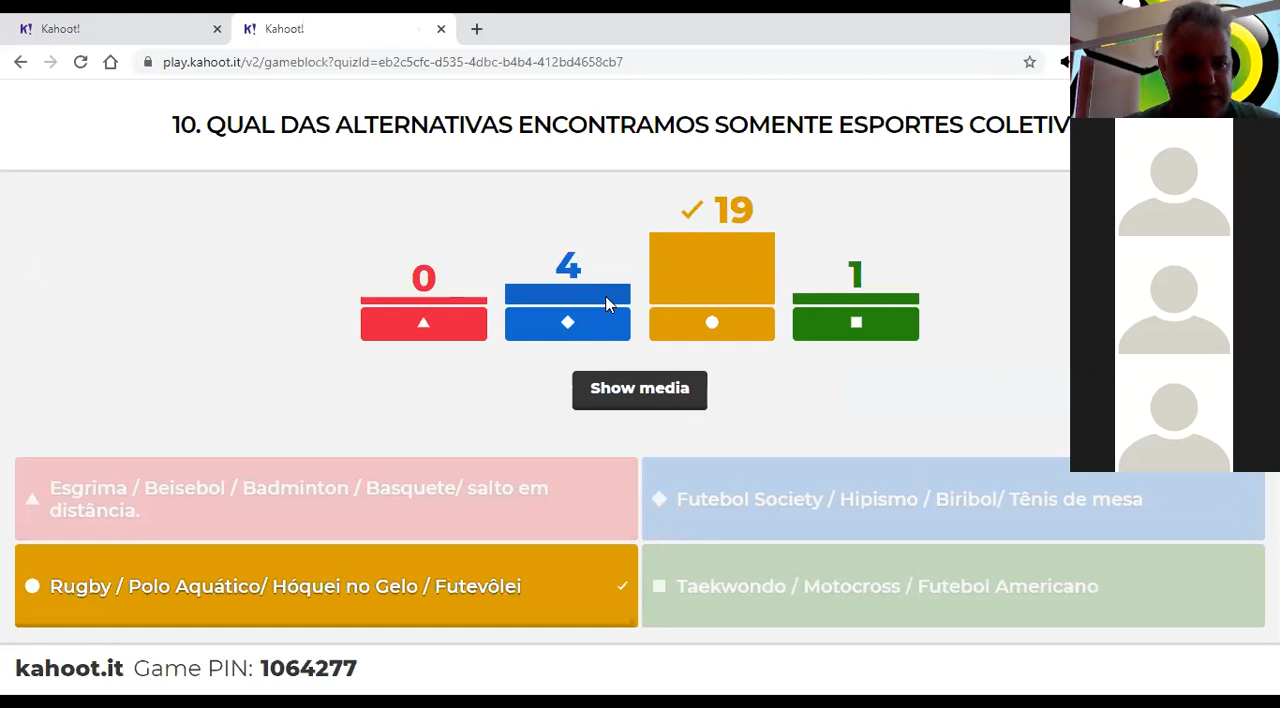 Kahoot!
Kahoot!
play.kahoot.it/v2/gameblock?quizId=eb2c5cfc-d535-4dbc-b4b4-412bd4658cb7
10. QUAL DAS ALTERNATIVAS ENCONTRAMOS SOMENTE ESPORTES COLETIV
0
4
19
1
Show media
Esgrima / Beisebol / Badminton / Basquete/ salto em
distância.
Futebol Society / Hipismo / Biribol/ Tênis de mesa
Rugby / Polo Aquático/ Hóquei no Gelo / Futevôlei
Taekwondo / Motocross / Futebol Americano
kahoot.it Game PIN: 1064277